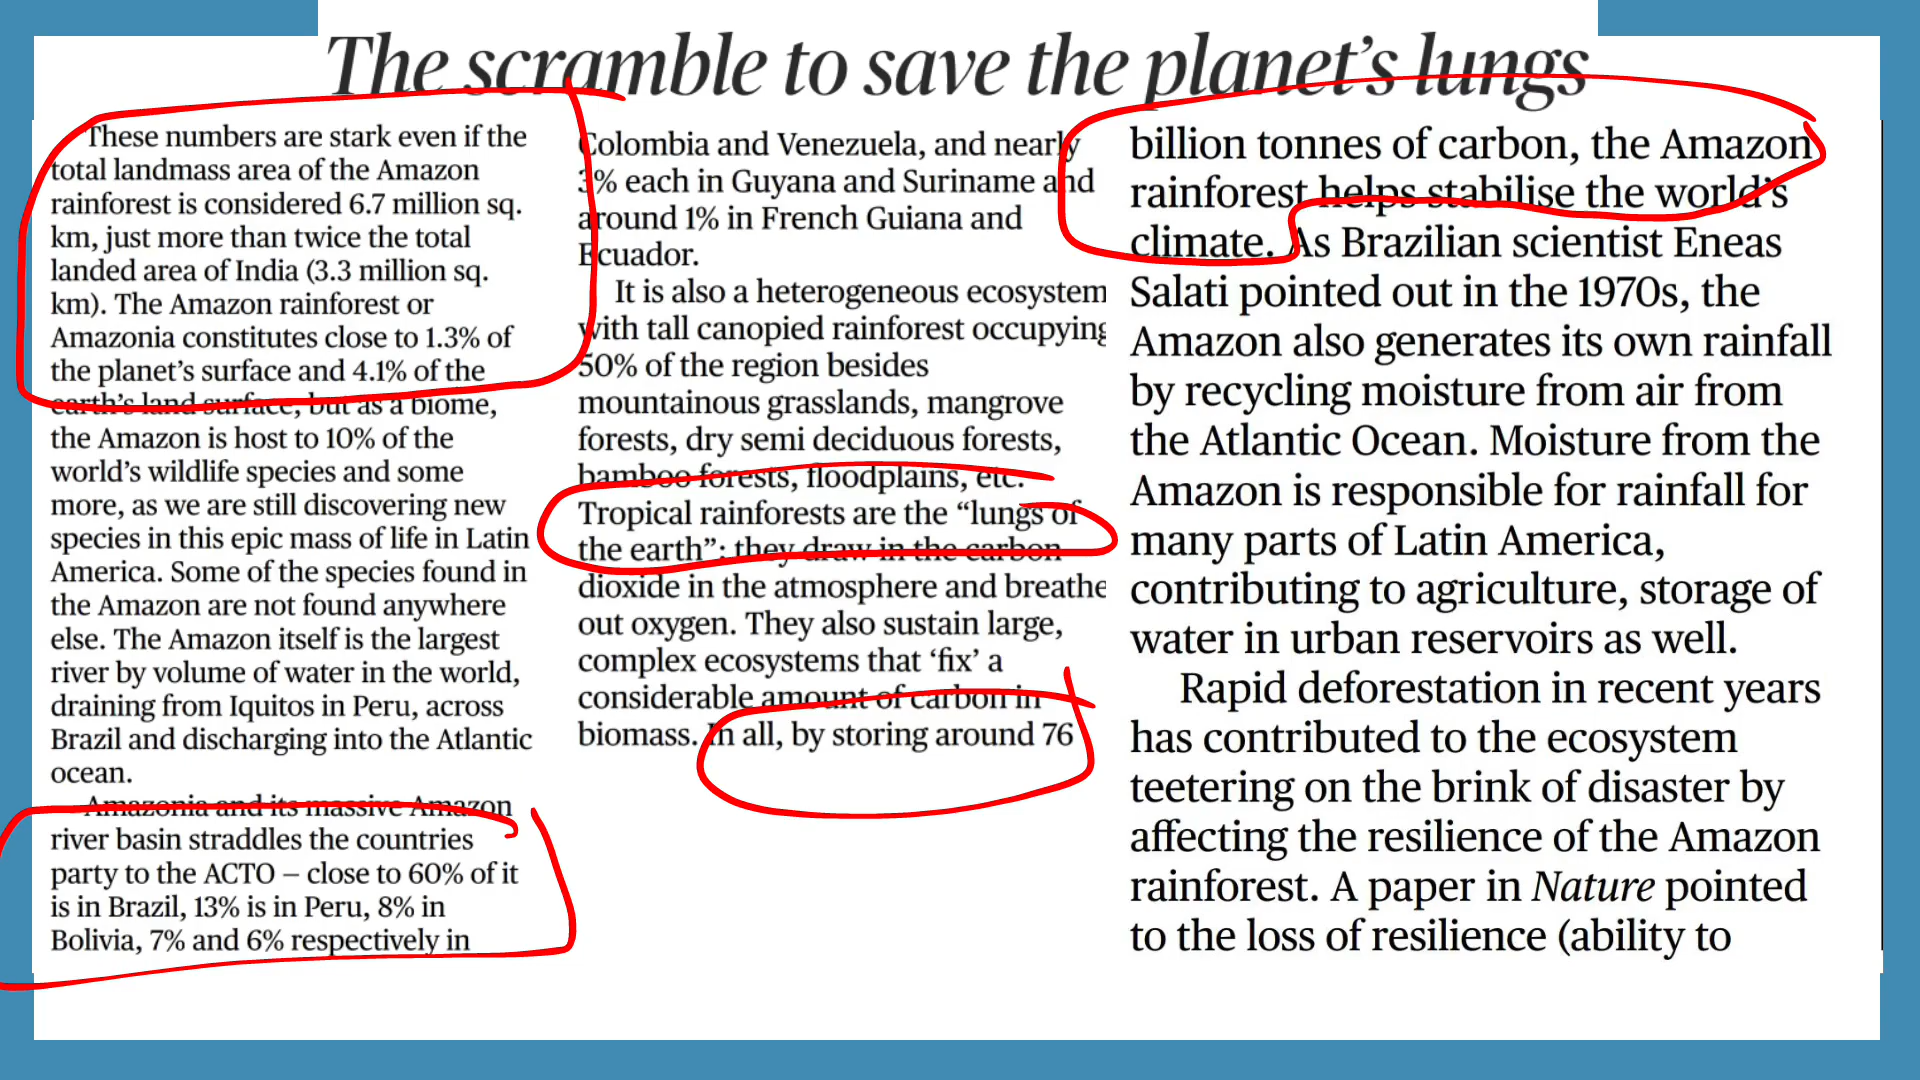 The scramble to save the planet's lungs
These numbers are stark even if the
total landmass area of the Amazon
rainforest is considered 6.7 million sq.
km, just more than twice the total
landed area of India (3.3 million sq.
km). The Amazon rainforest or
Amazonia constitutes close to 1.3% of
the planet's surface and 4.1% of the
earth's land surface, but as a biome,
the Amazon is host to 10% of the
world's wildlife species and some
more, as we are still discovering new
species in this epic mass of life in Latin
America. Some of the species found in
the Amazon are not found anywhere
else. The Amazon itself is the largest
river by volume of water in the world,
draining from Iquitos in Peru, across
Brazil and discharging into the Atlantic
ocean.
Amazonia and its massive Amazon
river basin straddles the countries
party to the ACTO – close to 60% of it
is in Brazil, 13% is in Peru, 8% in
Bolivia, 7% and 6% respectively in
Colombia and Venezuela, and nearly
3% each in Guyana and Suriname and
around 1% in French Guiana and
Ecuador.
It is also a heterogeneous ecosystem
with tall canopied rainforest occupying
50% of the region besides
mountainous grasslands, mangrove
forests, dry semi deciduous forests,
bamboo forests, floodplains, etc.
Tropical rainforests are the “lungs of
the earth”; they draw in the carbon
dioxide in the atmosphere and breathe
out oxygen. They also sustain large,
complex ecosystems that ‘fix’ a
considerable amount of carbon in
biomass. In all, by storing around 76
billion tonnes of carbon, the Amazon
rainforest helps stabilise the world's
climate. As Brazilian scientist Eneas
Salati pointed out in the 1970s, the
Amazon also generates its own rainfall
by recycling moisture from air from
the Atlantic Ocean. Moisture from the
Amazon is responsible for rainfall for
many parts of Latin America,
contributing to agriculture, storage of
water in urban reservoirs as well.
Rapid deforestation in recent years
has contributed to the ecosystem
teetering on the brink of disaster by
affecting the resilience of the Amazon
rainforest. A paper in Nature pointed
to the loss of resilience (ability to